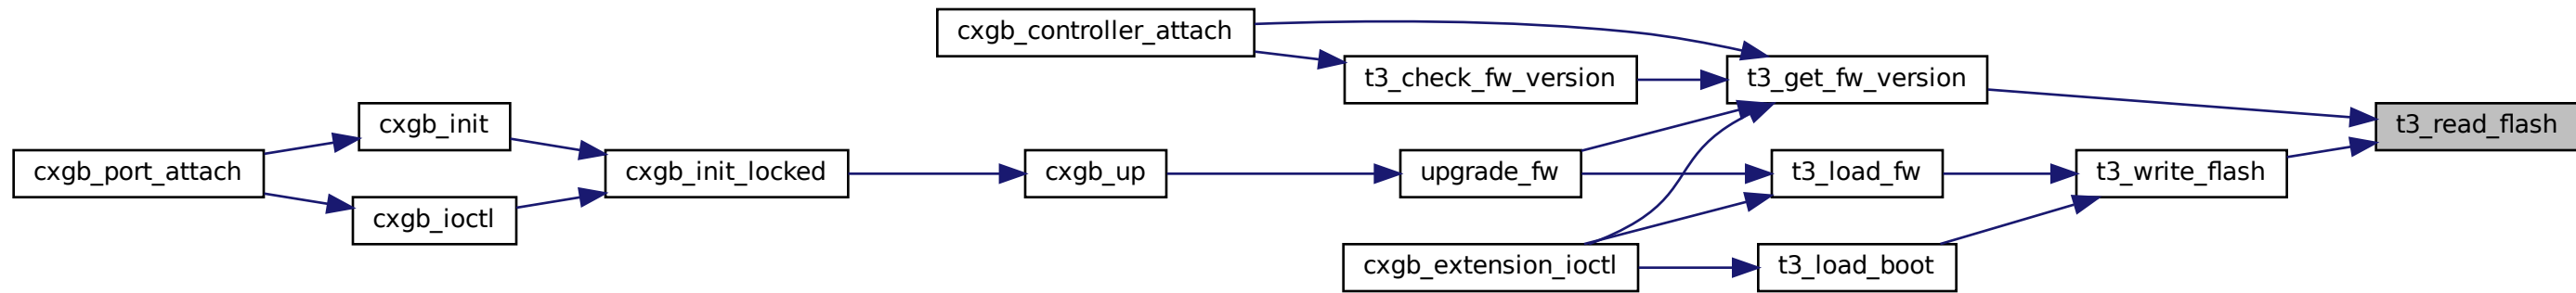 cxgb_controller_attach
t3_check_fw_version
t3_get_fw_version
cxgb_init
t3_read_flash
cxgb_port_attach
cxgb_init_locked
cxgb_up
upgrade_fw
t3_load_fw
t3_write_flash
cxgb_ioctl
cxgb_extension_ioctl
t3_load_boot